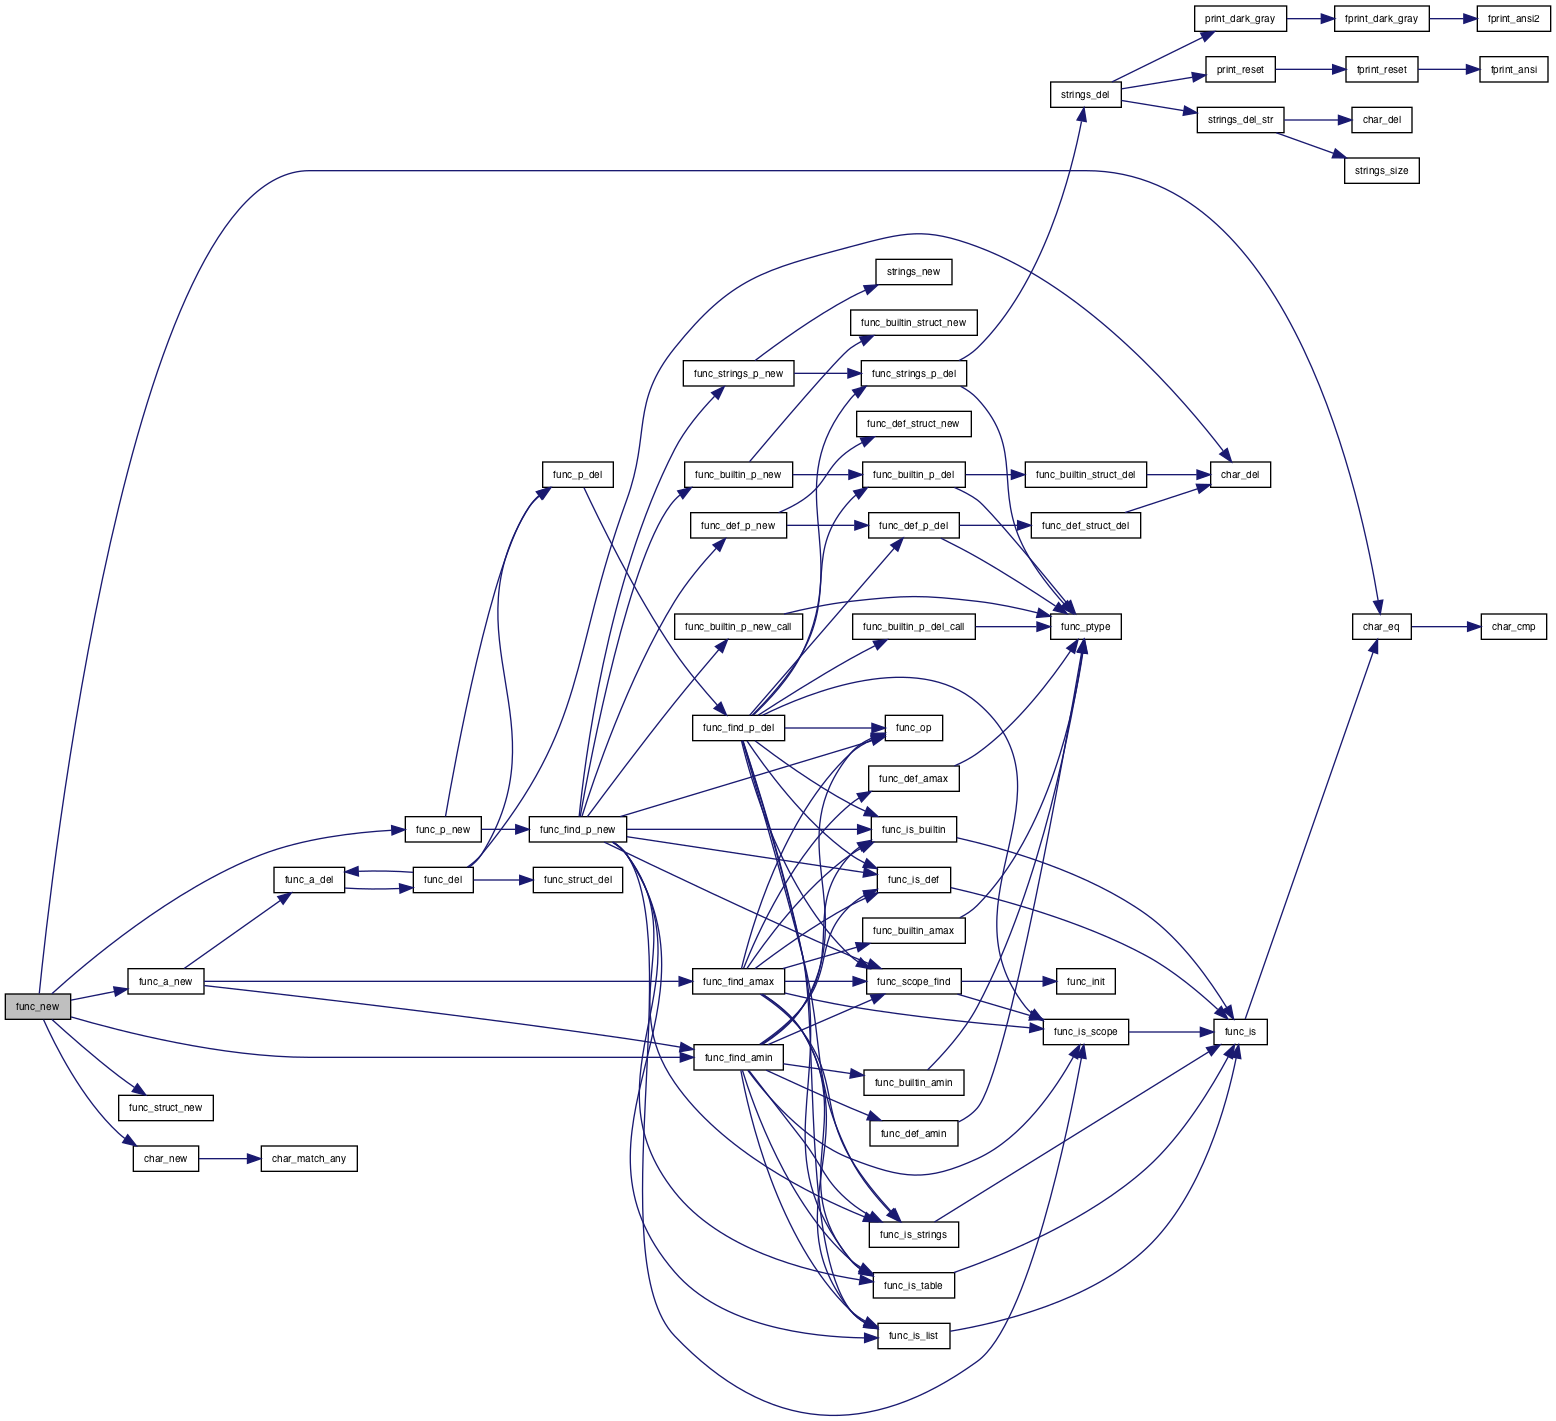 print_dark_gray
fprint_dark_gray
fprint_ansi2
print_reset
fprint_reset
fprint_ansi
strings_del
strings_del_str
char_del
strings_size
strings_new
func_builtin_struct_new
func_strings_p_new
func_strings_p_del
func_def_struct_new
func_p_del
func_builtin_p_new
func_builtin_p_del
func_builtin_struct_del
char_del
func_def_p_new
func_def_p_del
func_def_struct_del
func_builtin_p_new_call
func_builtin_p_del_call
func_ptype
char_eq
char_cmp
func_find_p_del
func_op
func_def_amax
func_p_new
func_find_p_new
func_is_builtin
func_a_del
func_del
func_struct_del
func_is_def
func_builtin_amax
func_a_new
func_find_amax
func_scope_find
func_init
func_new
func_is_scope
func_is
func_find_amin
func_builtin_amin
func_struct_new
func_def_amin
char_new
char_match_any
func_is_strings
func_is_table
func_is_list